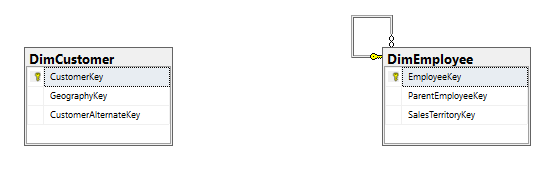 DimCustomer
CustomerKey
GeographyKey
CustomerAlternateKey
DimEmployee
EmployeeKey
ParentEmployeeKey
SalesTerritoryKey